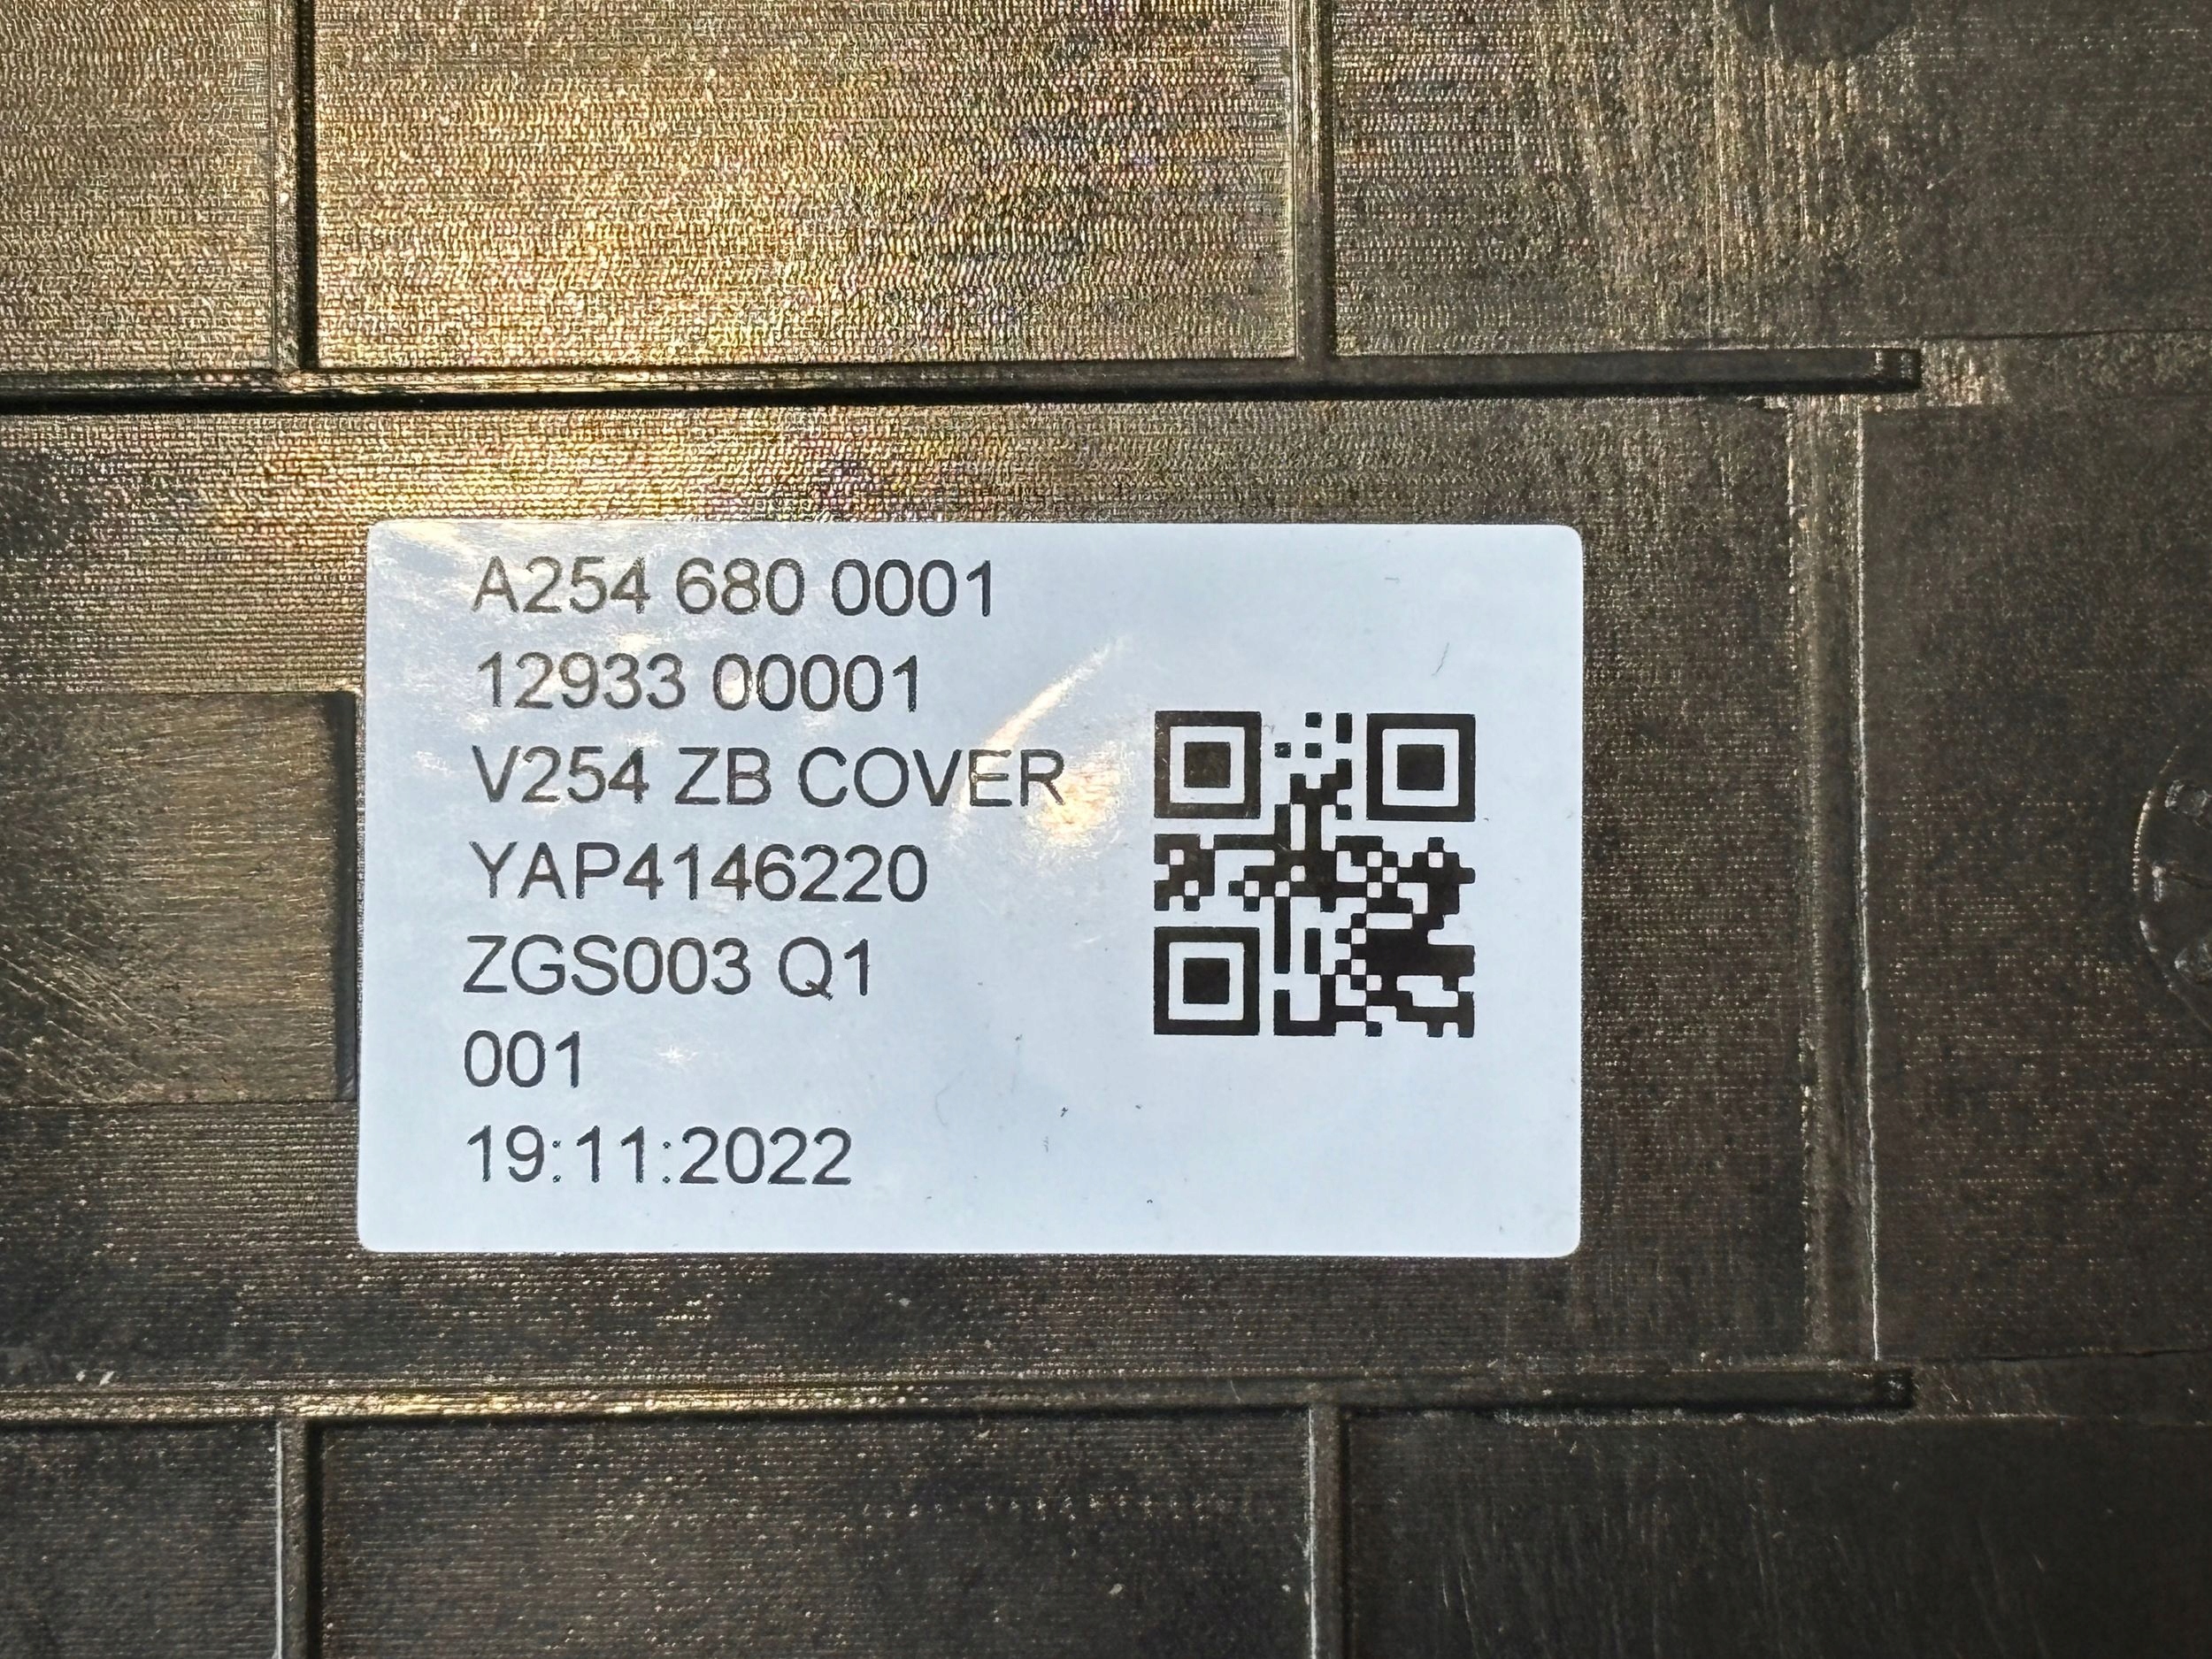 A254 680 0001
12933 00001
V254 ZB COVER
YAP4146220
ZGS003 Q1
001
19:11:2022